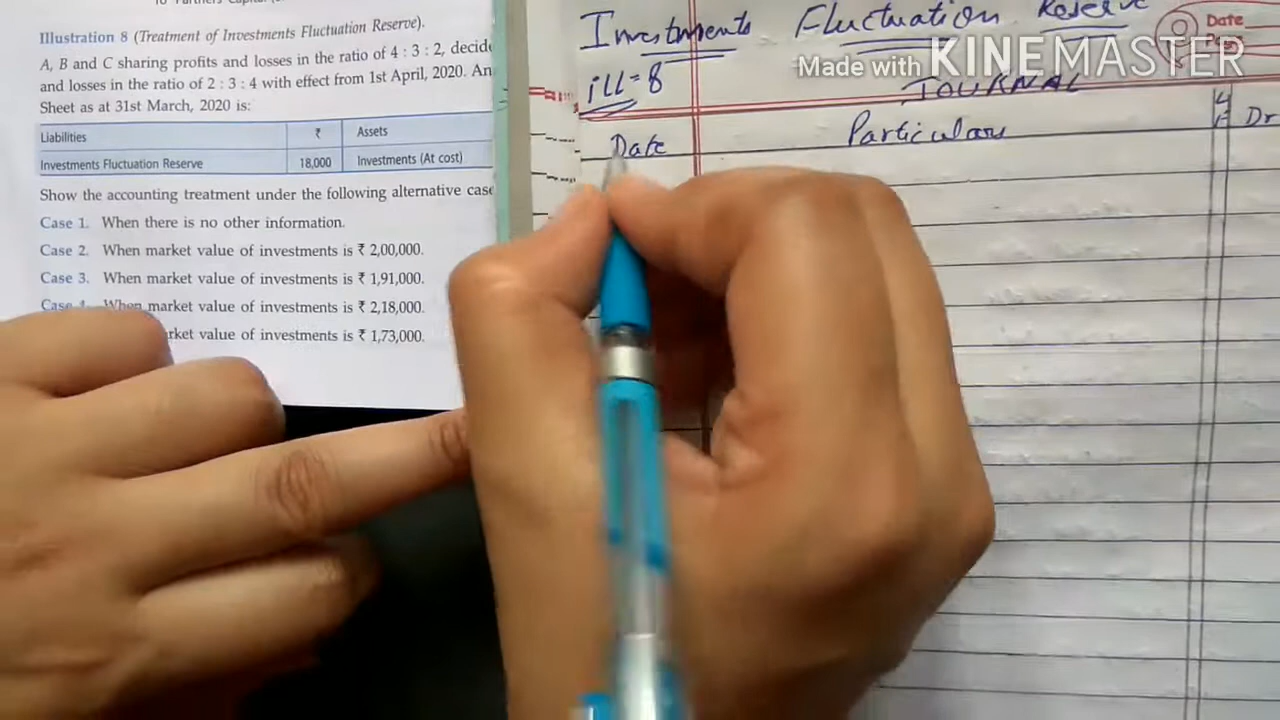 Illustration 8 (Treatment of Investments Fluctuation Reserve).
A, B and C sharing profits and losses in the ratio of 4 : 3 : 2, decide
and losses in the ratio of 2 : 3 : 4 with effect from 1st April, 2020. An
Sheet as at 31st March, 2020 is:
Liabilities ₹ Assets
Investments Fluctuation Reserve 18,000 Investments (At cost)
Show the accounting treatment under the following alternative case
Case 1. When there is no other information.
Case 2. When market value of investments is ₹ 2,00,000.
Case 3. When market value of investments is ₹ 1,91,000.
Case 4. When market value of investments is ₹ 2,18,000.
rket value of investments is ₹ 1,73,000.
Investments Fluctuation Reserve
Date
Made with KINEMASTER
ill=8
JOURNAL
Date Particulars L F Dr